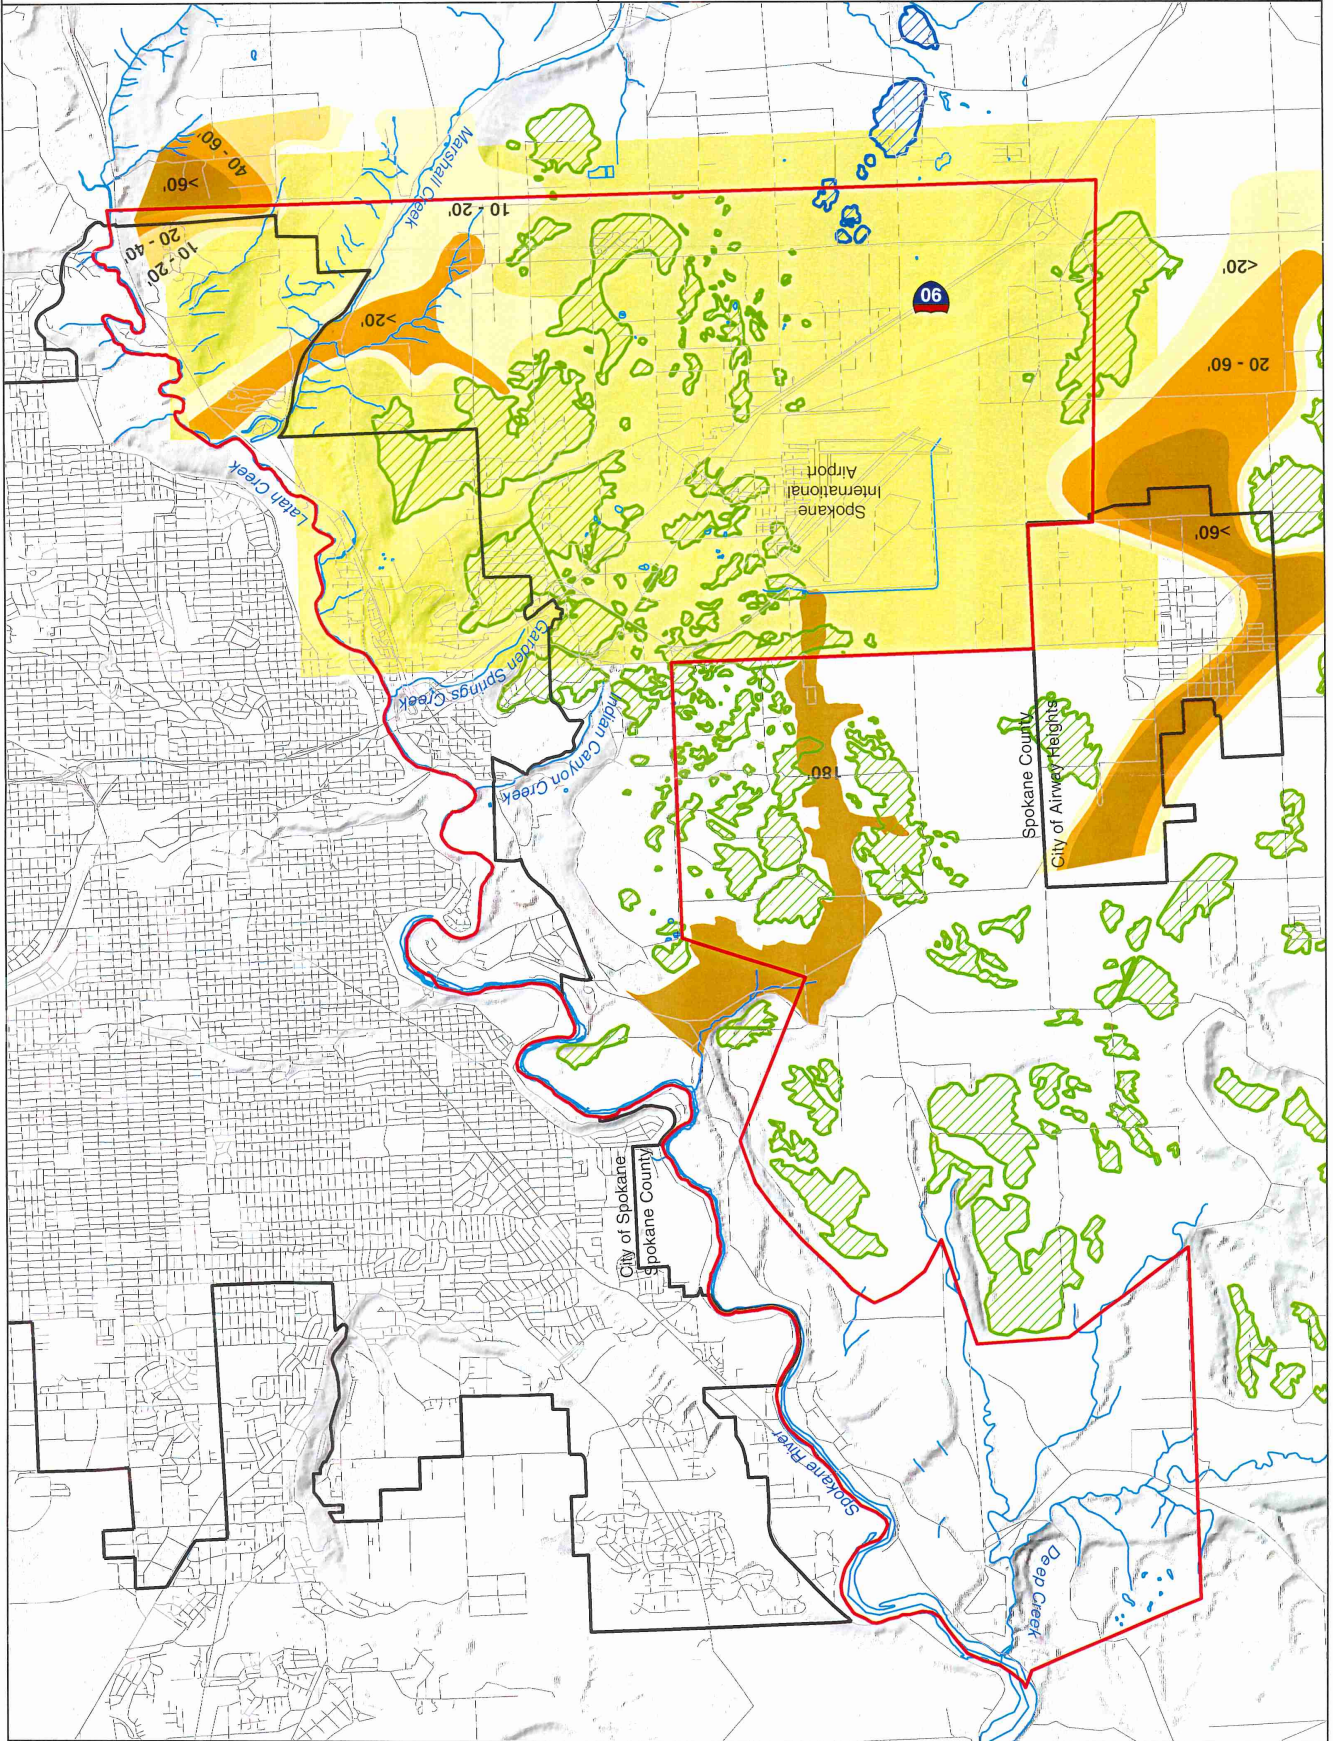 40 - 60'
>60'
Marshall Creek
10 - 20'
20 - 40'
10 - 20'
<20'
90
>20'
20 - 60'
Spokane
International
Airport
Latah Creek
>60'
Garden Springs Creek
Indian Canyon Creek
180'
Spokane County
City of Airway Heights
City of Spokane
Spokane County
Spokane River
Deep Creek